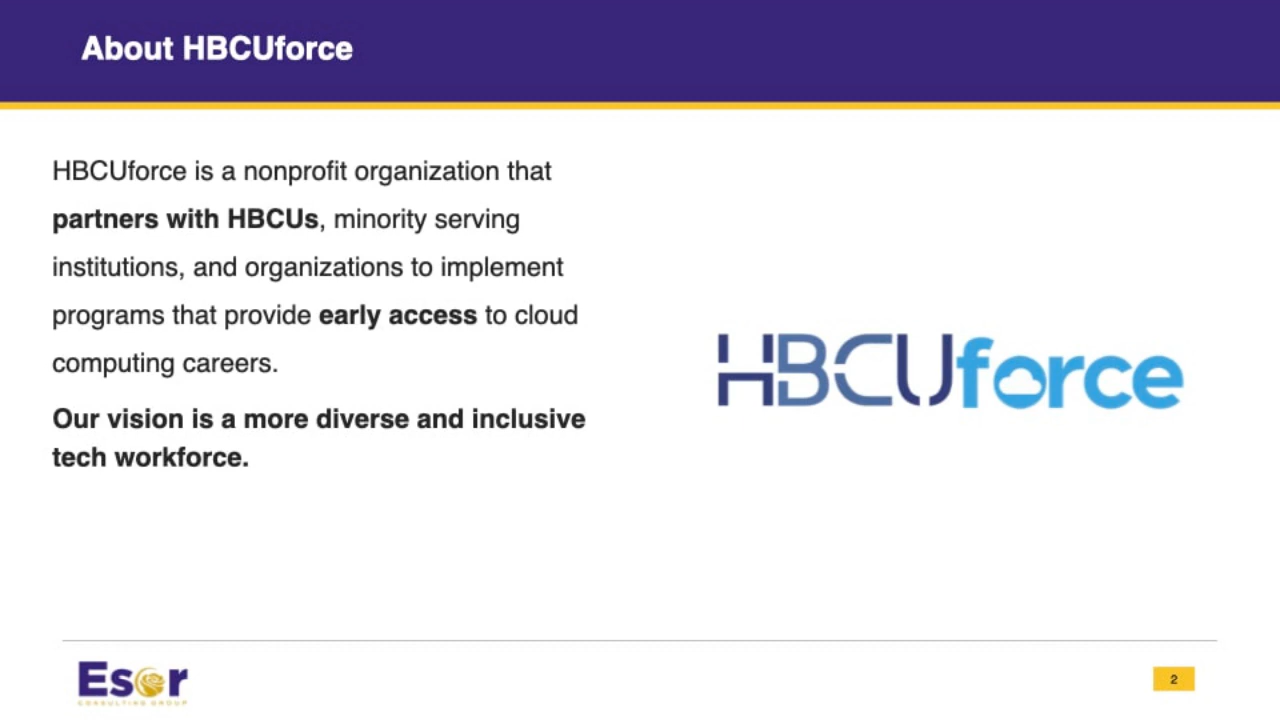 About HBCUforce
HBCUforce is a nonprofit organization that
partners with HBCUs, minority serving
institutions, and organizations to implement
programs that provide early access to cloud
computing careers.
Our vision is a more diverse and inclusive
tech workforce.
HBCUforce
Esor
CONSULTING GROUP
2